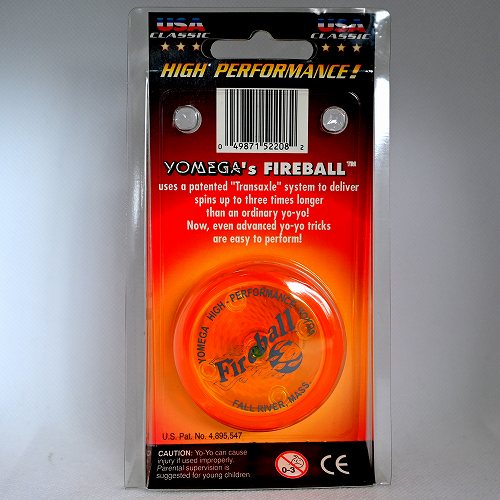 USA CLASSIC
USA CLASSIC
HIGH PERFORMANCE!
0 49871 52208 2
YOMEGA's FIREBALL™
uses a patented "Transaxle" system to deliver
spins up to three times longer
than an ordinary yo-yo!
Now, even advanced yo-yo tricks
are easy to perform!
YOMEGA HIGH-PERFORMANCE
Fireball
FALL RIVER, MASS.
U.S. Pat. No. 4,895,547
CAUTION: Yo-Yo can cause
injury if used improperly.
Parental supervision is
suggested for young children.
0-3
CE